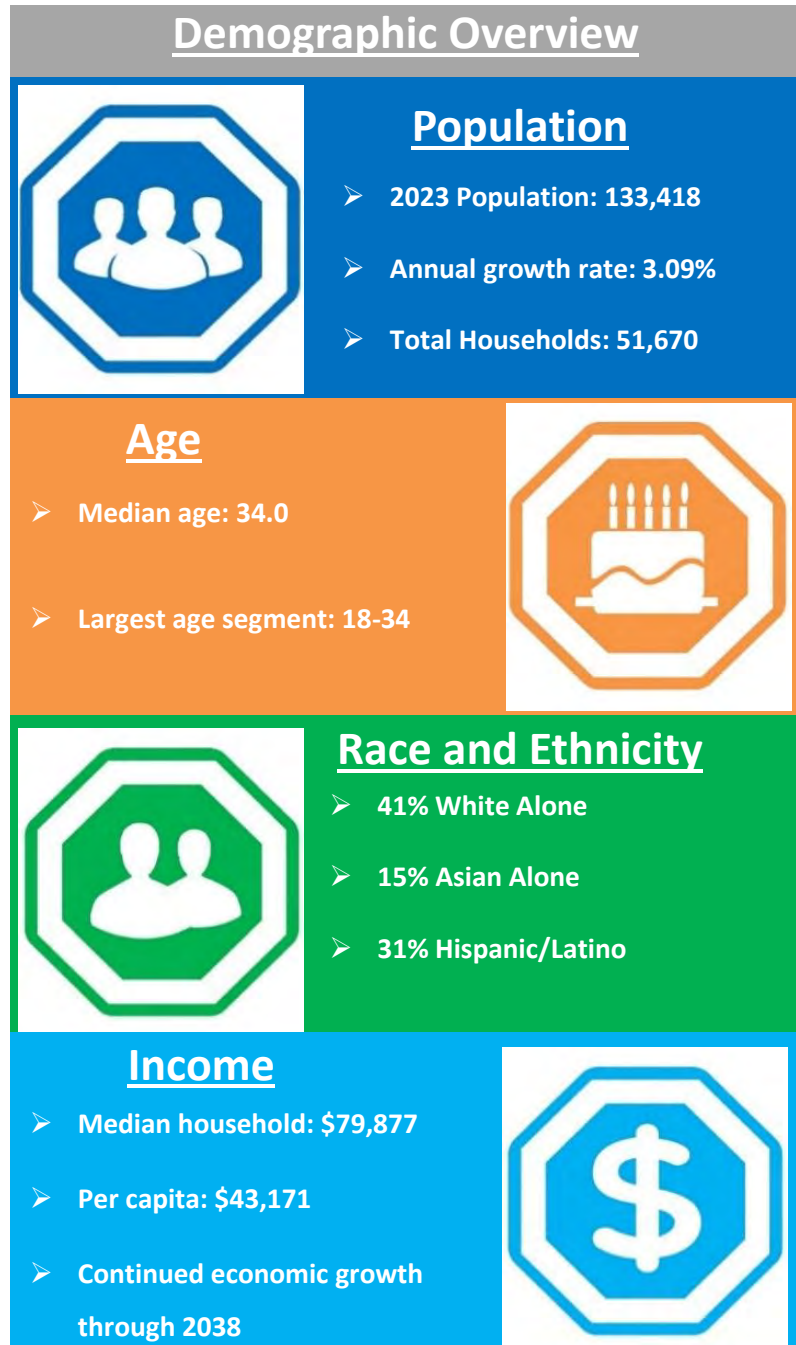 Demographic Overview
Population
➢ 2023 Population: 133,418
➢ Annual growth rate: 3.09%
➢ Total Households: 51,670
Age
➢ Median age: 34.0
➢ Largest age segment: 18-34
Race and Ethnicity
➢ 41% White Alone
➢ 15% Asian Alone
➢ 31% Hispanic/Latino
Income
➢ Median household: $79,877
➢ Per capita: $43,171
➢ Continued economic growth
through 2038
$